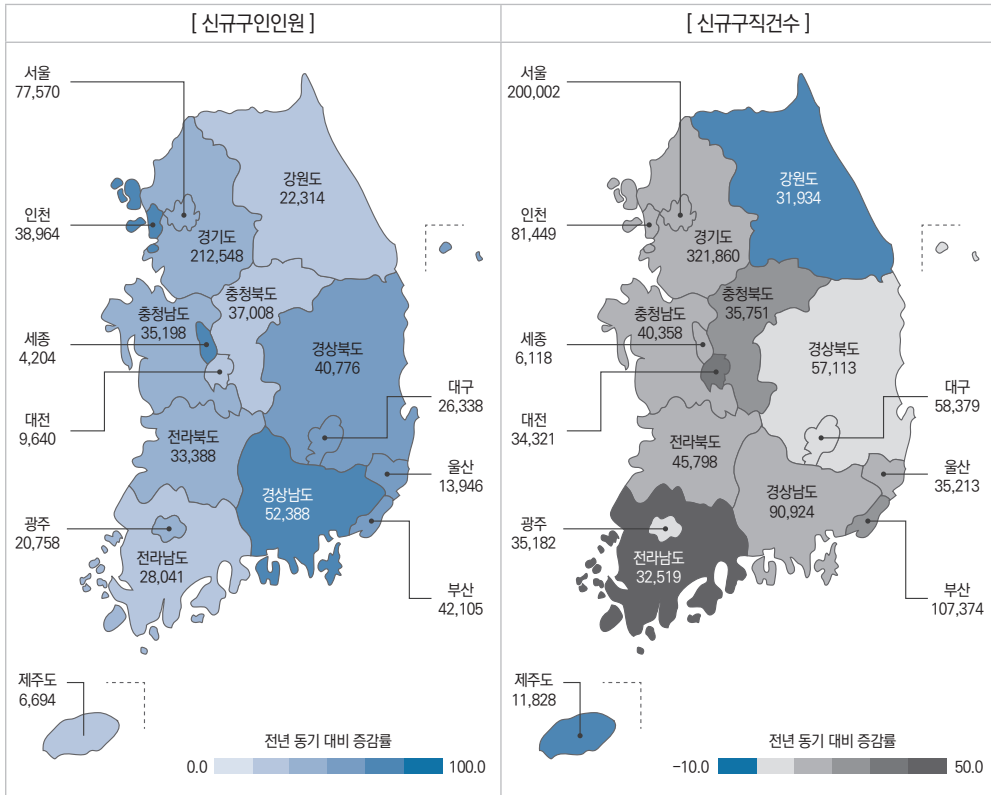 [ 신규구인인원 ]
서울
77,570
강원도
22,314
인천
38,964
경기도
212,548
충청북도
37,008
충청남도
35,198
세종
4,204
경상북도
40,776
대구
26,338
대전
9,640
전라북도
33,388
울산
13,946
경상남도
52,388
광주
20,758
전라남도
28,041
부산
42,105
제주도
6,694
전년 동기 대비 증감률
0.0 100.0
[ 신규구직건수 ]
서울
200,002
강원도
31,934
인천
81,449
경기도
321,860
충청북도
35,751
충청남도
40,358
세종
6,118
경상북도
57,113
대구
58,379
대전
34,321
전라북도
45,798
울산
35,213
경상남도
90,924
광주
35,182
전라남도
32,519
부산
107,374
제주도
11,828
전년 동기 대비 증감률
-10.0 50.0